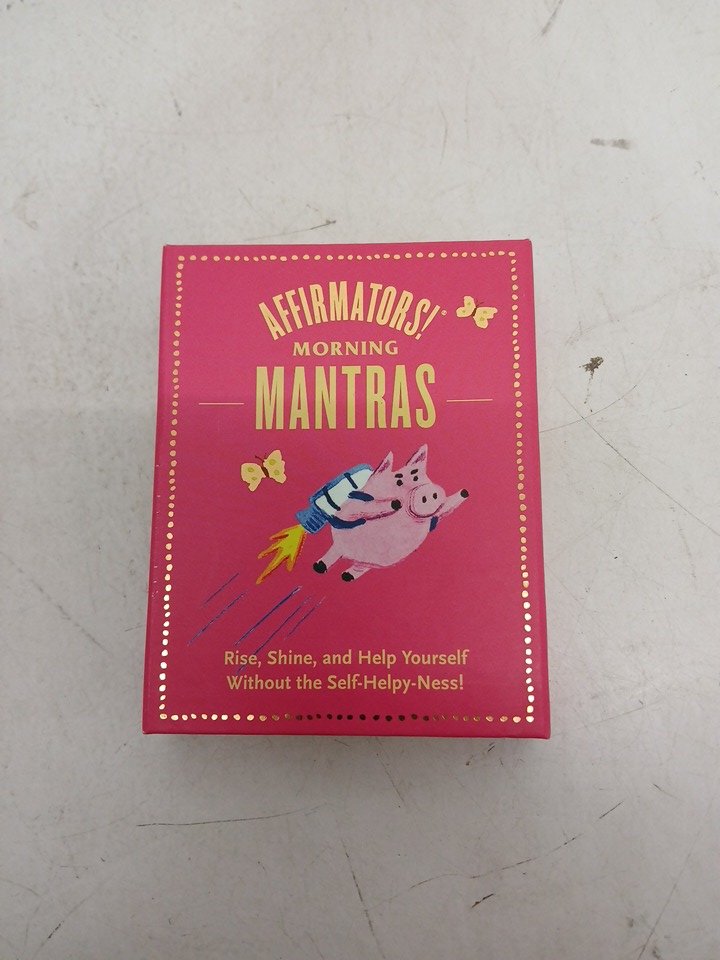 AFFIRMATORS!®
MORNING
MANTRAS
Rise, Shine, and Help Yourself
Without the Self-Helpy-Ness!